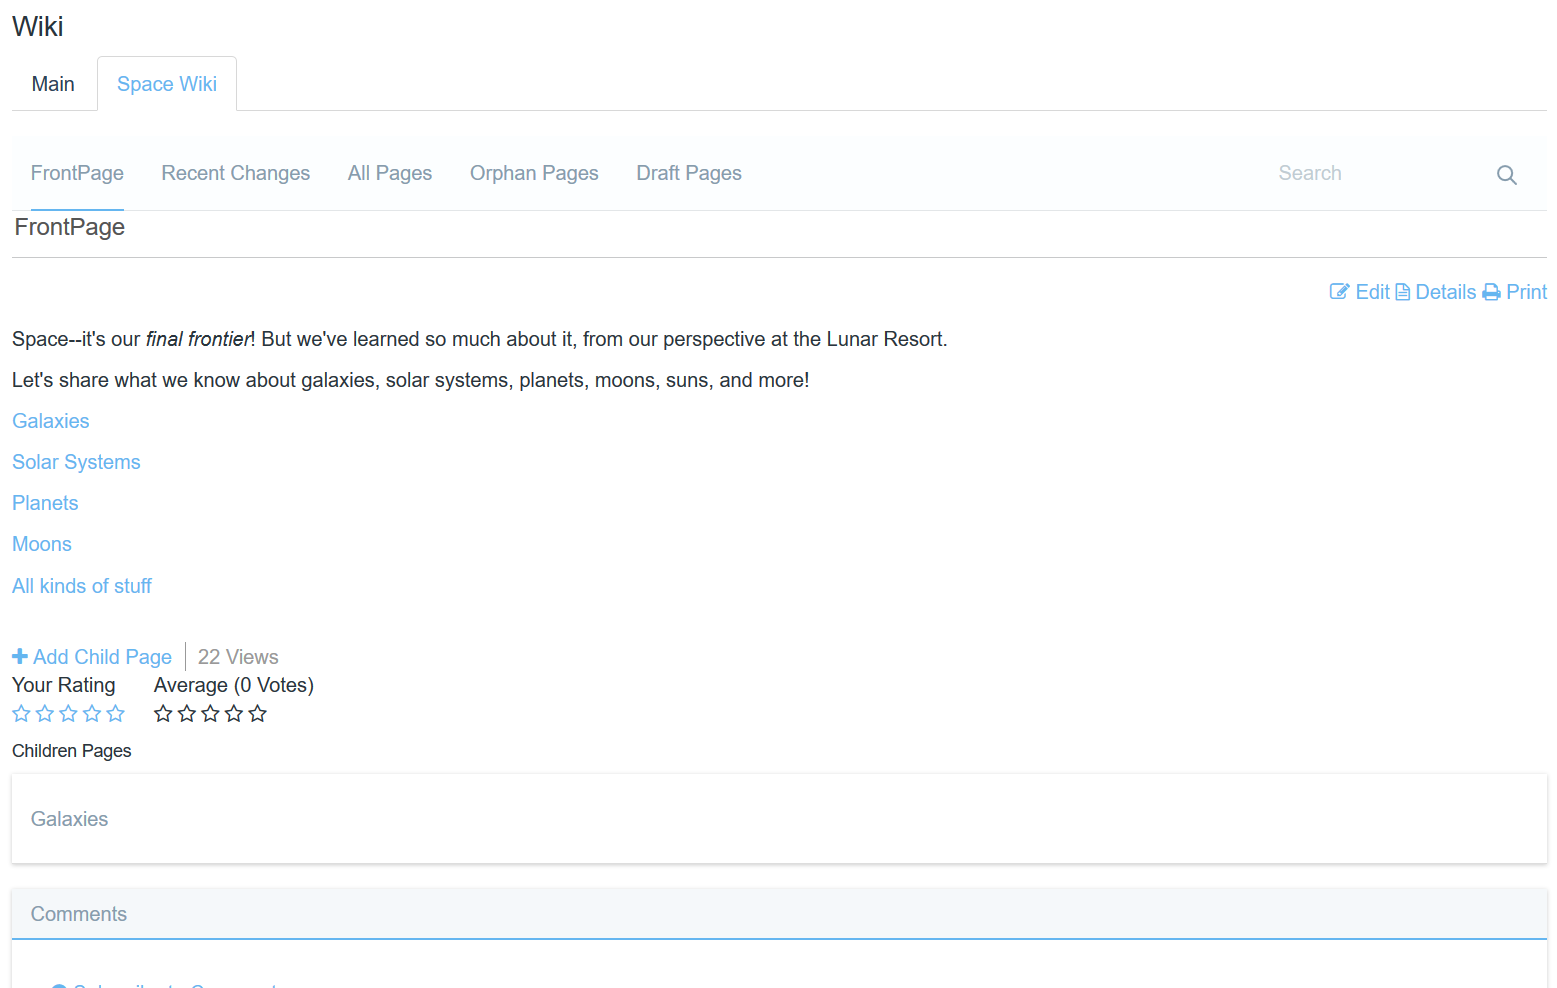 Wiki
Main Space Wiki
FrontPage Recent Changes All Pages Orphan Pages Draft Pages Search
FrontPage
Edit Details Print
Space--it's our final frontier! But we've learned so much about it, from our perspective at the Lunar Resort.
Let's share what we know about galaxies, solar systems, planets, moons, suns, and more!
Galaxies
Solar Systems
Planets
Moons
All kinds of stuff
Add Child Page 22 Views
Your Rating Average (0 Votes)
Children Pages
Galaxies
Comments